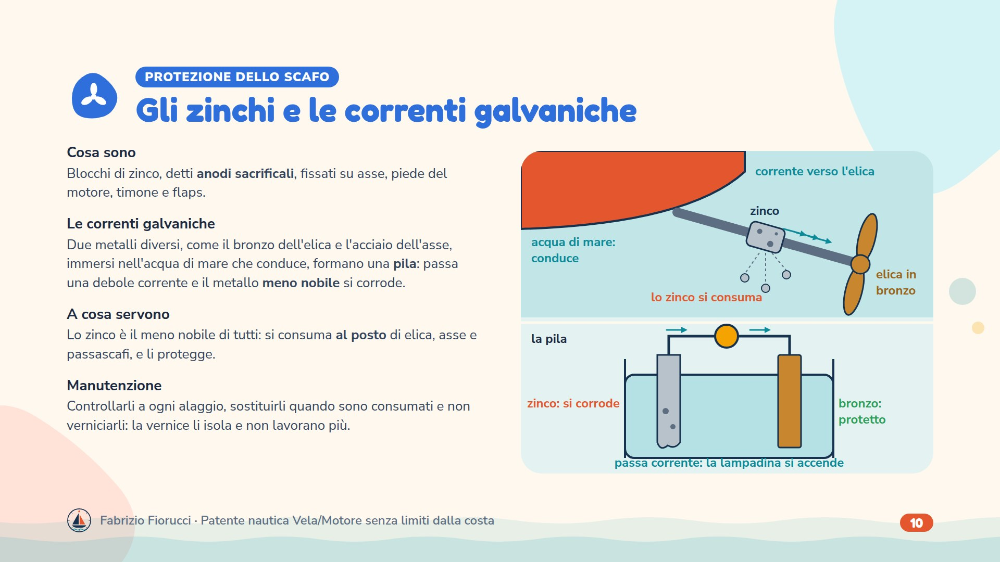 PROTEZIONE DELLO SCAFO
Gli zinchi e le correnti galvaniche
Cosa sono
Blocchi di zinco, detti anodi sacrificali, fissati su asse, piede del
motore, timone e flaps.
Le correnti galvaniche
Due metalli diversi, come il bronzo dell'elica e l'acciaio dell'asse,
immersi nell'acqua di mare che conduce, formano una pila: passa
una debole corrente e il metallo meno nobile si corrode.
A cosa servono
Lo zinco è il meno nobile di tutti: si consuma al posto di elica, asse e
passascafi, e li protegge.
Manutenzione
Controllarli a ogni alaggio, sostituirli quando sono consumati e non
verniciarli: la vernice li isola e non lavorano più.
corrente verso l'elica
zinco
acqua di mare:
conduce
elica in
bronzo
lo zinco si consuma
la pila
zinco: si corrode
bronzo:
protetto
passa corrente: la lampadina si accende
Fabrizio Fiorucci · Patente nautica Vela/Motore senza limiti dalla costa
10